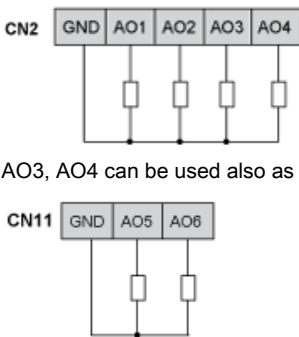 CN2 GND AO1 AO2 AO3 AO4
AO3, AO4 can be used also as
CN11 GND AO5 AO6